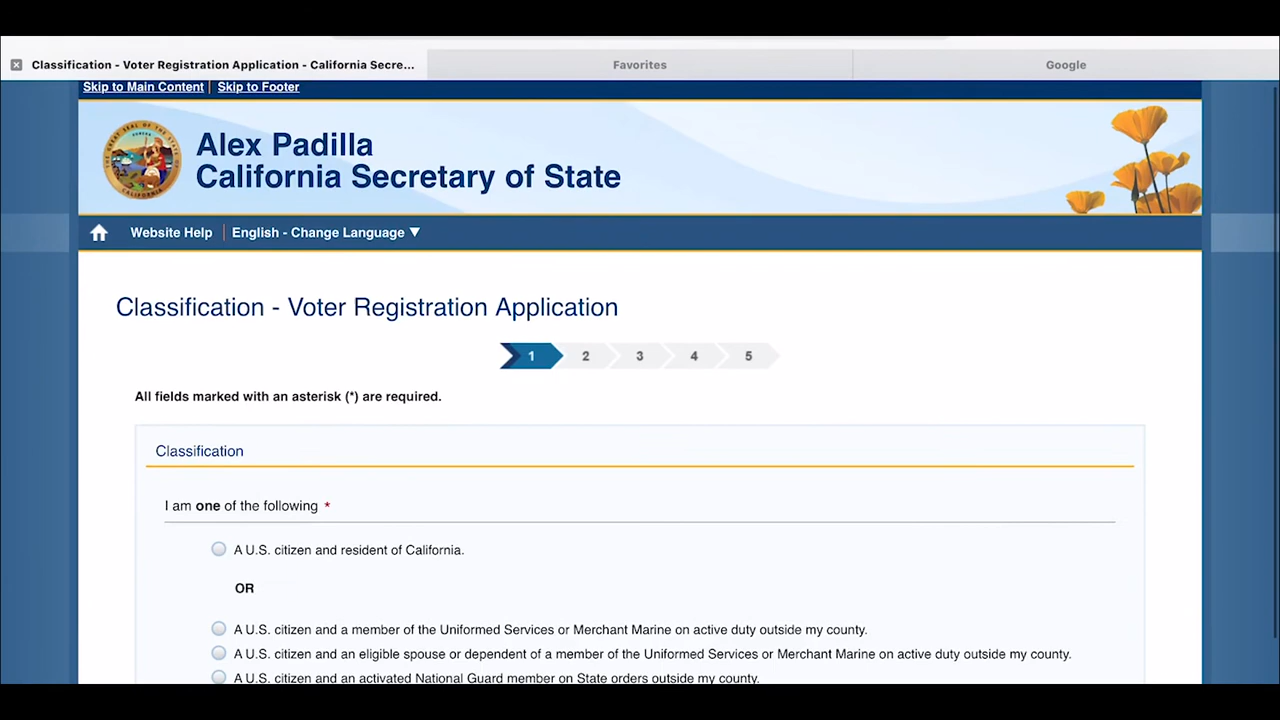 Classification - Voter Registration Application - California Secre...
Favorites
Google
Skip to Main Content | Skip to Footer
Alex Padilla
California Secretary of State
Website Help | English - Change Language ▼
Classification - Voter Registration Application
1 2 3 4 5
All fields marked with an asterisk (*) are required.
Classification
I am one of the following *
A U.S. citizen and resident of California.
OR
A U.S. citizen and a member of the Uniformed Services or Merchant Marine on active duty outside my county.
A U.S. citizen and an eligible spouse or dependent of a member of the Uniformed Services or Merchant Marine on active duty outside my county.
A U.S. citizen and an activated National Guard member on State orders outside my county.